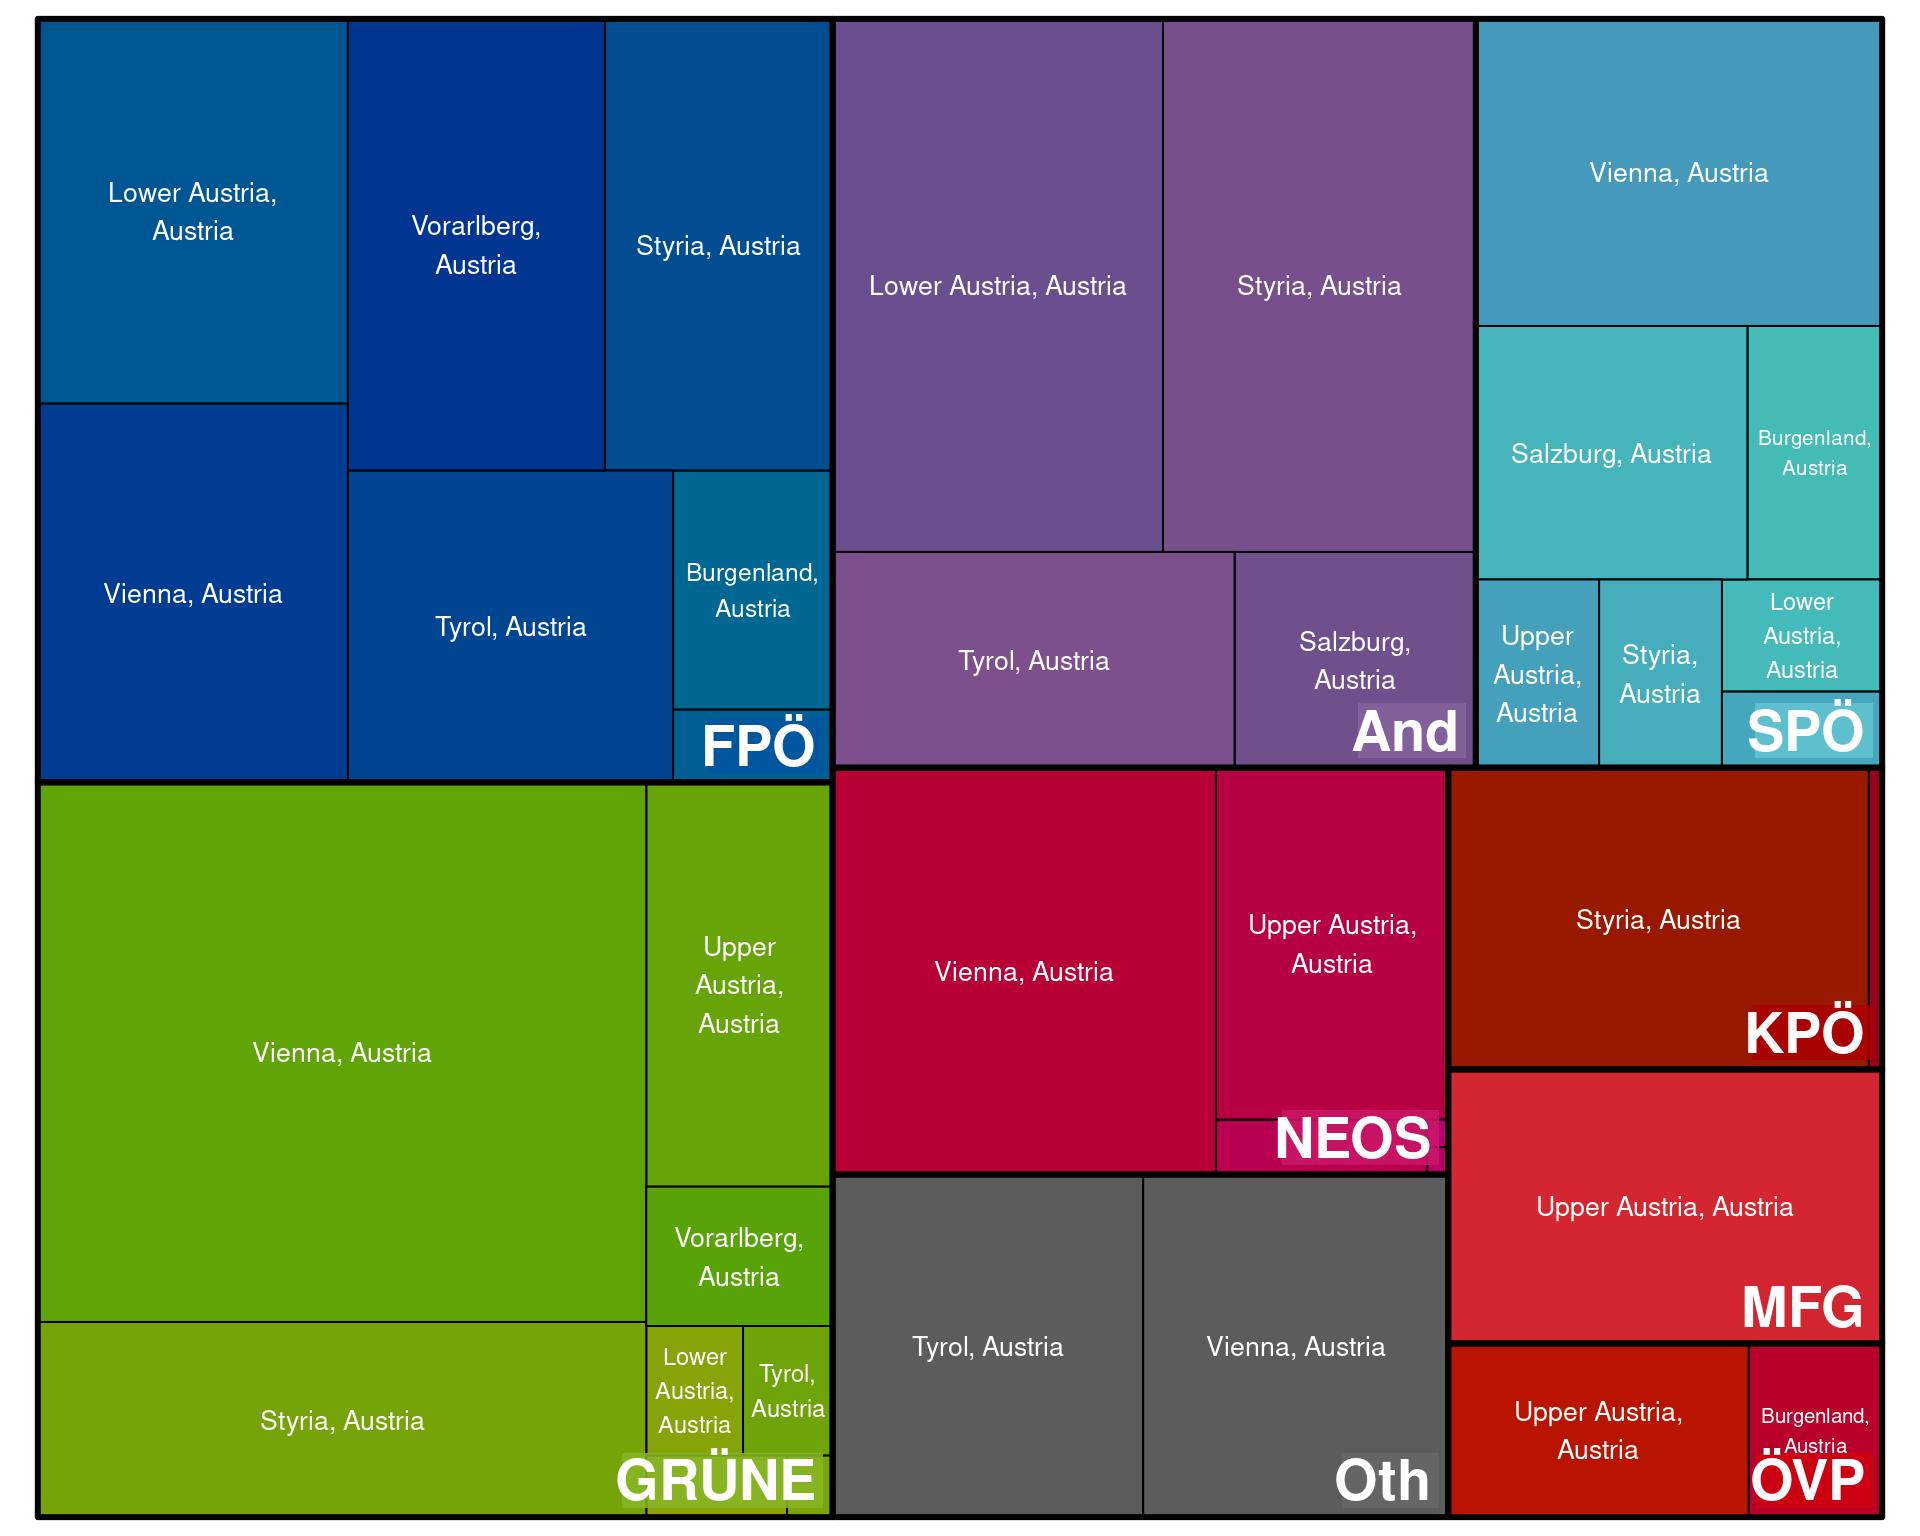 Lower Austria,
Austria
Vorarlberg,
Austria
Styria, Austria
Vienna, Austria
Tyrol, Austria
Burgenland,
Austria
FPÖ
Lower Austria, Austria
Styria, Austria
Tyrol, Austria
Salzburg,
Austria
And
Vienna, Austria
Salzburg, Austria
Burgenland,
Austria
Upper
Austria,
Austria
Styria,
Austria
Lower
Austria,
Austria
SPÖ
Vienna, Austria
Upper
Austria,
Austria
Vorarlberg,
Austria
Styria, Austria
Lower
Austria,
Austria
Tyrol,
Austria
GRÜNE
Vienna, Austria
Upper Austria,
Austria
NEOS
Styria, Austria
KPÖ
Upper Austria, Austria
MFG
Tyrol, Austria
Vienna, Austria
Oth
Upper Austria,
Austria
Burgenland,
Austria
ÖVP